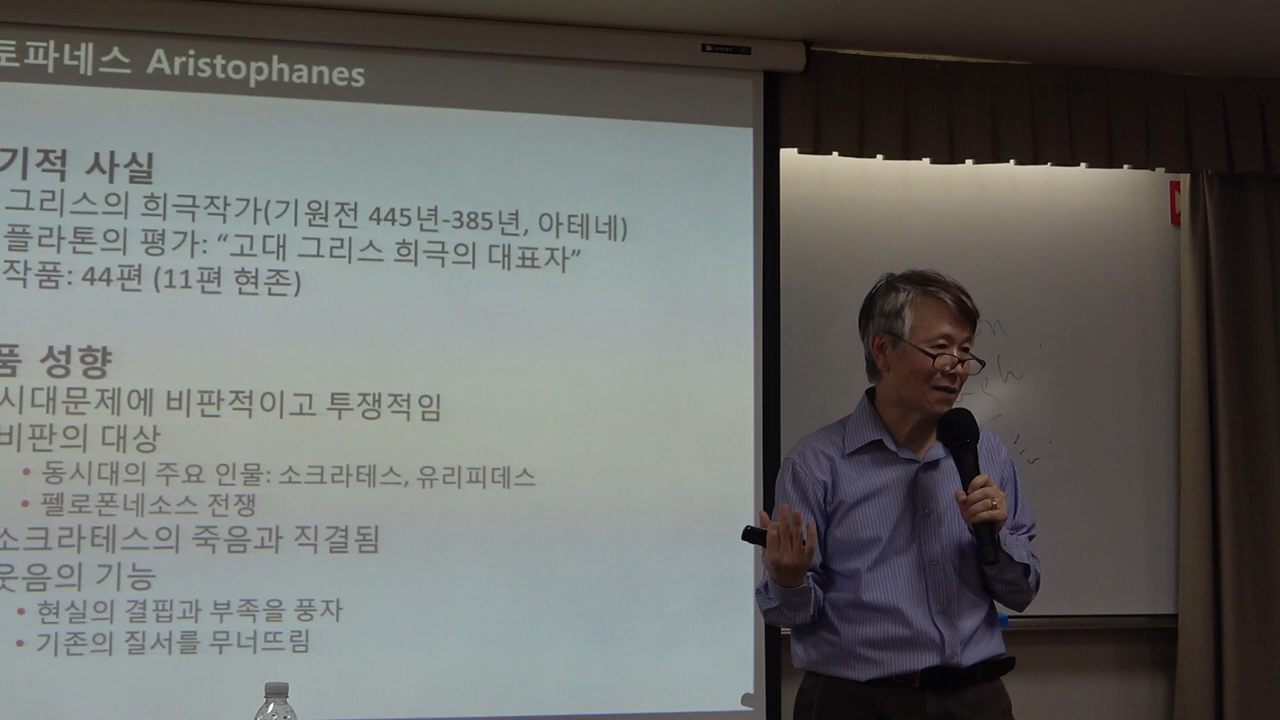 토파네스 Aristophanes
기적 사실
그리스의 희극작가(기원전 445년-385년, 아테네)
플라톤의 평가: “고대 그리스 희극의 대표자”
작품: 44편 (11편 현존)
품 성향
시대문제에 비판적이고 투쟁적임
비판의 대상
• 동시대의 주요 인물: 소크라테스, 유리피데스
• 펠로폰네소스 전쟁
소크라테스의 죽음과 직결됨
웃음의 기능
• 현실의 결핍과 부족을 풍자
• 기존의 질서를 무너뜨림